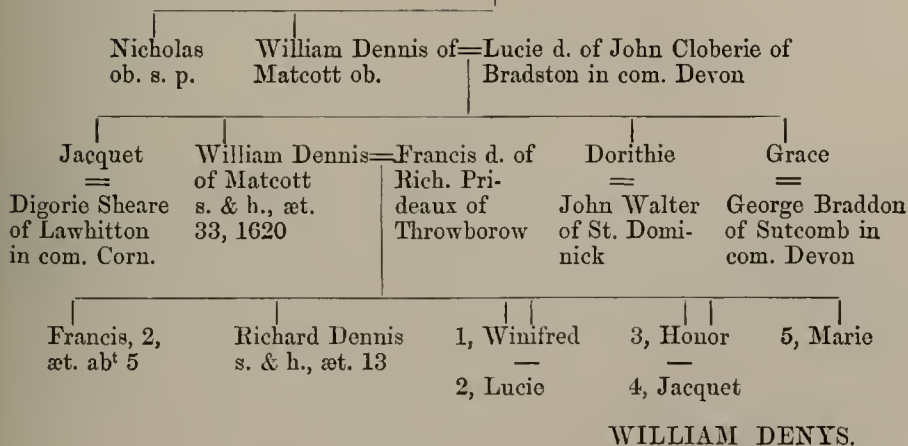 Nicholas
ob. s. p.
William Dennis of=Lucie d. of John Cloberie of
Matcott ob.
Bradston in com. Devon
Jacquet
=
Digorie Sheare
of Lawhitton
in com. Corn.
William Dennis=Francis d. of
of Matcott
s. & h., æt.
33, 1620
Rich. Pri-
deaux of
Throwborow
Dorithie
=
John Walter
of St. Domi-
nick
Grace
=
George Braddon
of Sutcomb in
com. Devon
Francis, 2,
æt. abᵗ 5
Richard Dennis
s. & h., æt. 13
1, Winifred
—
2, Lucie
3, Honor
—
4, Jacquet
5, Marie
WILLIAM DENYS.